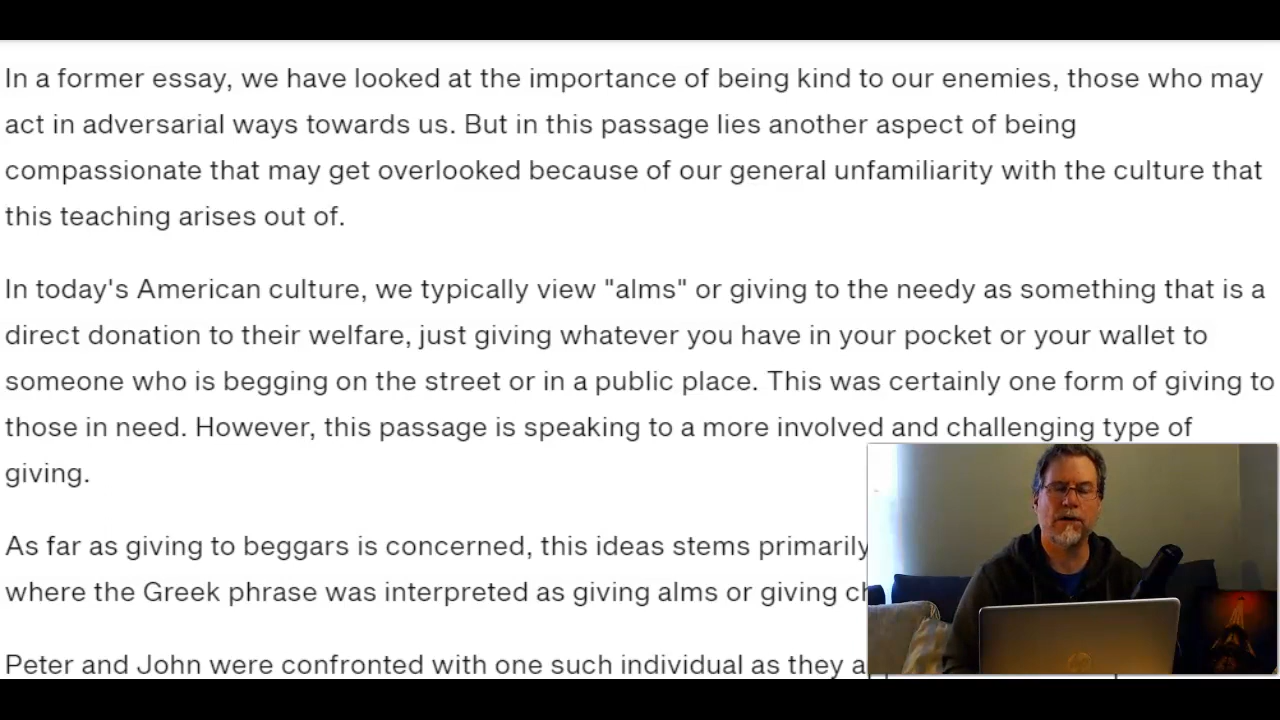 In a former essay, we have looked at the importance of being kind to our enemies, those who may
act in adversarial ways towards us. But in this passage lies another aspect of being
compassionate that may get overlooked because of our general unfamiliarity with the culture that
this teaching arises out of.
In today's American culture, we typically view "alms" or giving to the needy as something that is a
direct donation to their welfare, just giving whatever you have in your pocket or your wallet to
someone who is begging on the street or in a public place. This was certainly one form of giving to
those in need. However, this passage is speaking to a more involved and challenging type of
giving.
As far as giving to beggars is concerned, this ideas stems primarily
where the Greek phrase was interpreted as giving alms or giving
Peter and John were confronted with one such individual as they